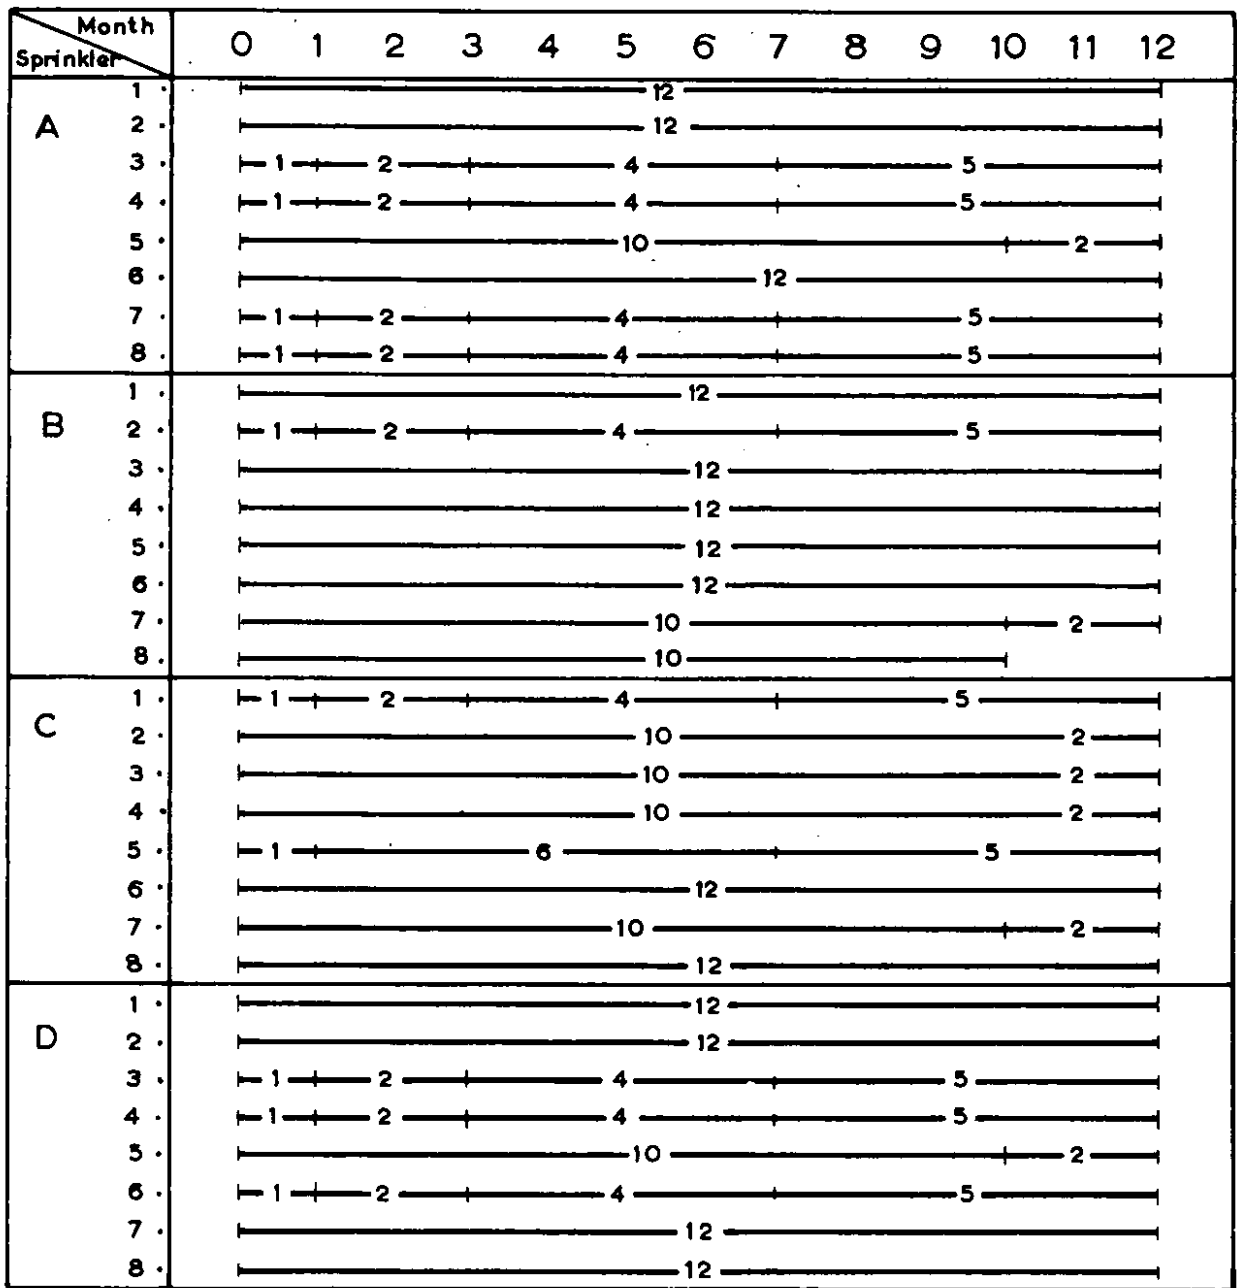 Month
0 1 2 3 4 5 6 7 8 9 10 11 12
Sprinkler
1 12
A 2 12
3 1 2 4 5
4 1 2 4 5
5 10 2
6 12
7 1 2 4 5
8 1 2 4 5
1 12
B 2 1 2 4 5
3 12
4 12
5 12
6 12
7 10 2
8 10
1 1 2 4 5
C 2 10 2
3 10 2
4 10 2
5 1 6 5
6 12
7 10 2
8 12
1 12
D 2 12
3 1 2 4 5
4 1 2 4 5
5 10 2
6 1 2 4 5
7 12
8 12